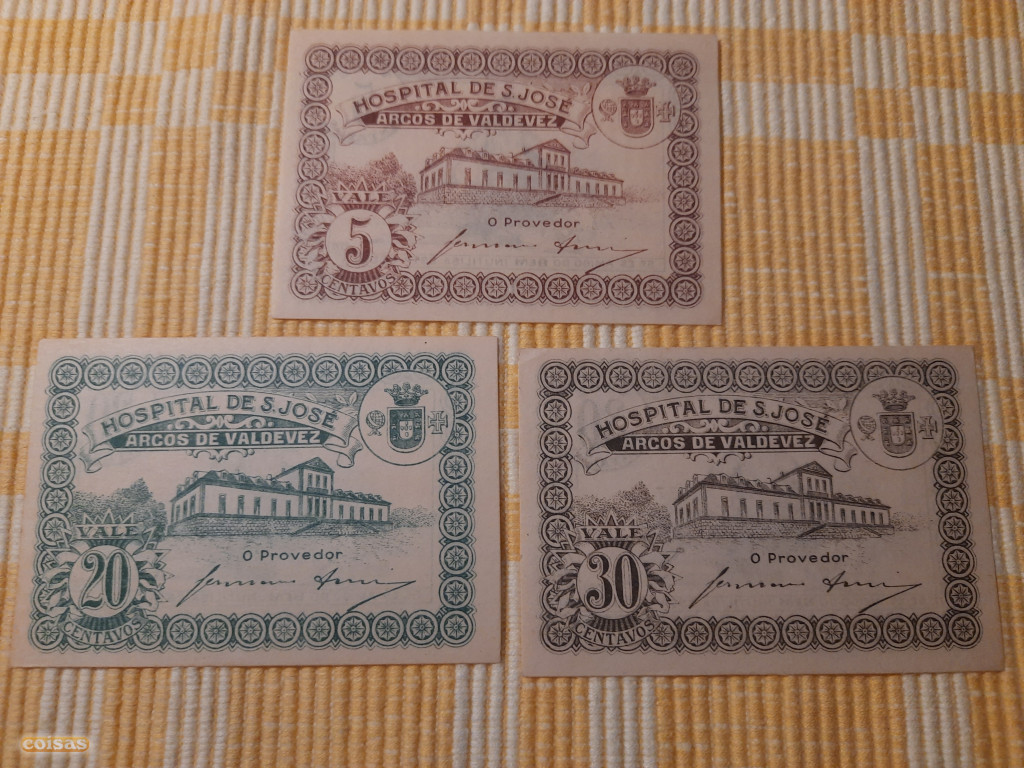 HOSPITAL DE S. JOSÉ
ARCOS DE VALDEVEZ
VALE
5
CENTAVOS
O Provedor
HOSPITAL DE S. JOSÉ
ARCOS DE VALDEVEZ
VALE
20
CENTAVOS
O Provedor
HOSPITAL DE S. JOSÉ
ARCOS DE VALDEVEZ
VALE
30
CENTAVOS
O Provedor
coisas